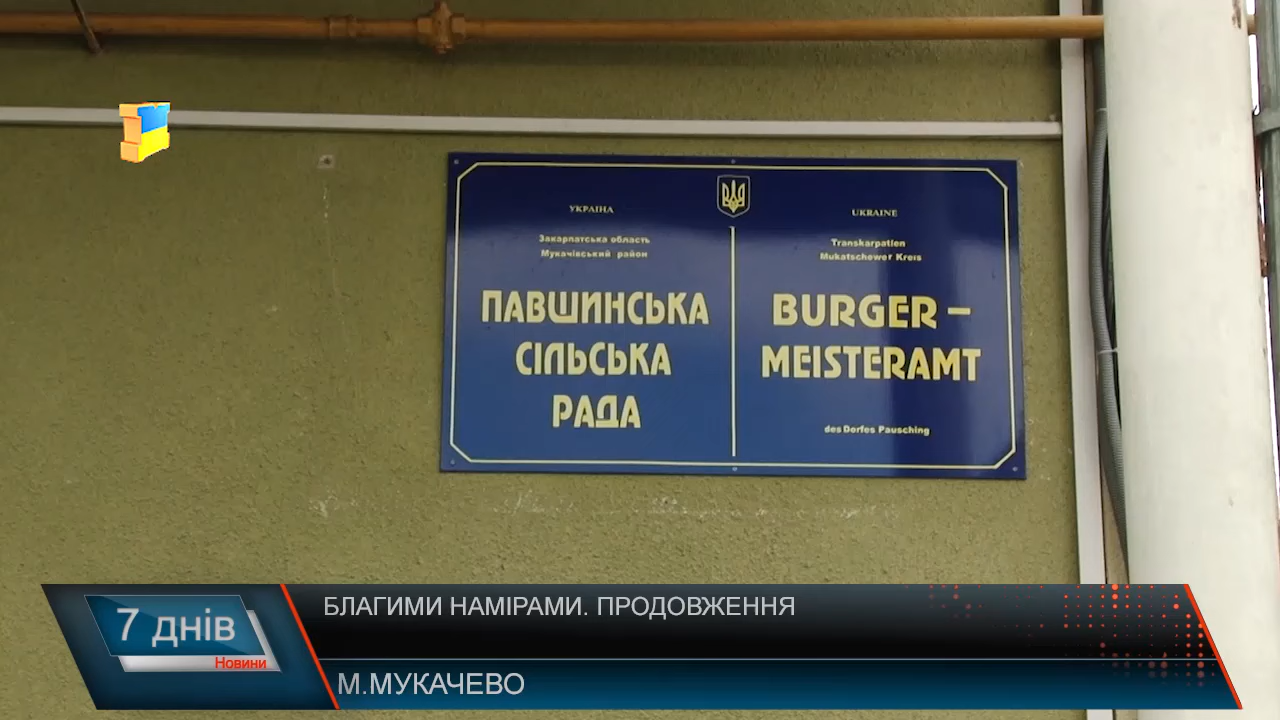 УКРАЇНА
Закарпатська область
Мукачівський район
ПАВШИНСЬКА
СІЛЬСЬКА
РАДА
UKRAINE
Transkarpatien
Mukatschewer Kreis
BURGER –
MEISTERAMT
des Dorfes Pausching
7 днів
Новини
БЛАГИМИ НАМІРАМИ. ПРОДОВЖЕННЯ
М.МУКАЧЕВО